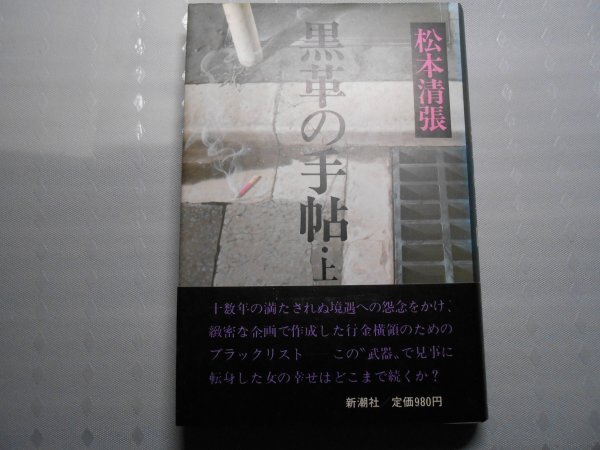 松本清張
黒革の手帖・上
十数年の満たされぬ境遇への怨念をかけ、
緻密な企画で作成した行金横領のための
ブラックリスト──この〝武器〟で見事に
転身した女の幸せはどこまで続くか?
新潮社/定価980円